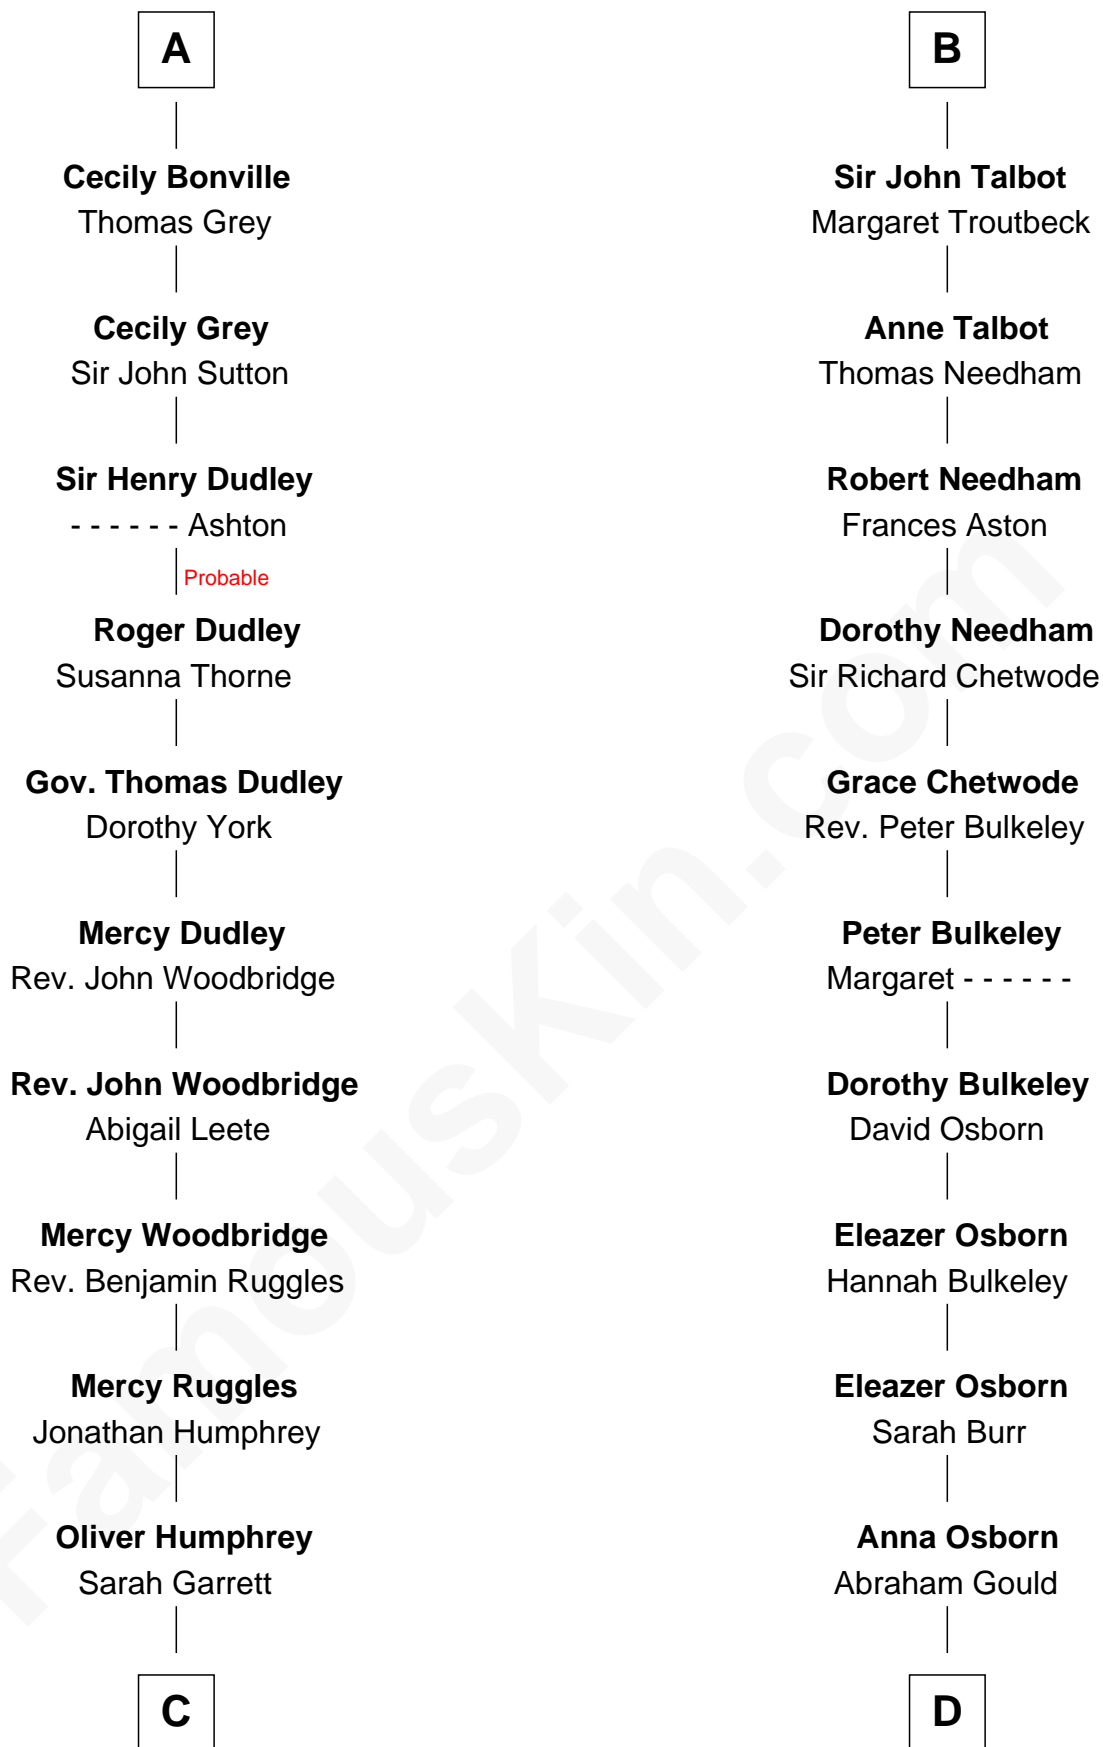 A
Cecily Bonville
Thomas Grey
Cecily Grey
Sir John Sutton
Sir Henry Dudley
- - - - - - Ashton
Probable
Roger Dudley
Susanna Thorne
Gov. Thomas Dudley
Dorothy York
Mercy Dudley
Rev. John Woodbridge
Rev. John Woodbridge
Abigail Leete
Mercy Woodbridge
Rev. Benjamin Ruggles
Mercy Ruggles
Jonathan Humphrey
Oliver Humphrey
Sarah Garrett
C
B
Sir John Talbot
Margaret Troutbeck
Anne Talbot
Thomas Needham
Robert Needham
Frances Aston
Dorothy Needham
Sir Richard Chetwode
Grace Chetwode
Rev. Peter Bulkeley
Peter Bulkeley
Margaret - - - - - -
Dorothy Bulkeley
David Osborn
Eleazer Osborn
Hannah Bulkeley
Eleazer Osborn
Sarah Burr
Anna Osborn
Abraham Gould
D
FamousKin.com